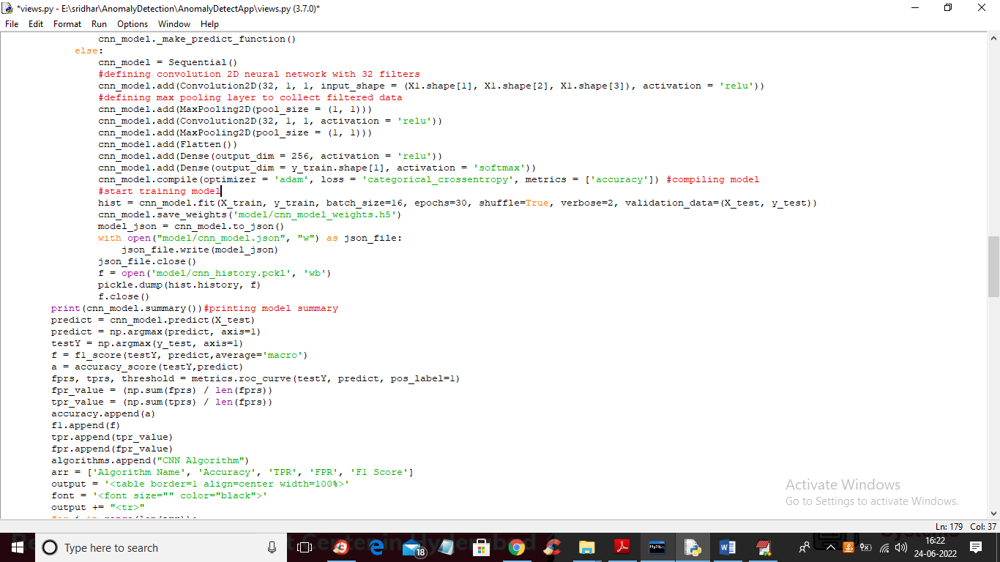 *views.py - E:\sridhar\AnomalyDetection\AnomalyDetectApp\views.py (3.7.0)*
File Edit Format Run Options Window Help
cnn_model._make_predict_function()
else:
cnn_model = Sequential()
#defining convolution 2D neural network with 32 filters
cnn_model.add(Convolution2D(32, 1, 1, input_shape = (X1.shape[1], X1.shape[2], X1.shape[3]), activation = 'relu'))
#defining max pooling layer to collect filtered data
cnn_model.add(MaxPooling2D(pool_size = (1, 1)))
cnn_model.add(Convolution2D(32, 1, 1, activation = 'relu'))
cnn_model.add(MaxPooling2D(pool_size = (1, 1)))
cnn_model.add(Flatten())
cnn_model.add(Dense(output_dim = 256, activation = 'relu'))
cnn_model.add(Dense(output_dim = y_train.shape[1], activation = 'softmax'))
cnn_model.compile(optimizer = 'adam', loss = 'categorical_crossentropy', metrics = ['accuracy']) #compiling model
#start training model
hist = cnn_model.fit(X_train, y_train, batch_size=16, epochs=30, shuffle=True, verbose=2, validation_data=(X_test, y_test))
cnn_model.save_weights('model/cnn_model_weights.h5')
model_json = cnn_model.to_json()
with open("model/cnn_model.json", "w") as json_file:
json_file.write(model_json)
json_file.close()
f = open('model/cnn_history.pckl', 'wb')
pickle.dump(hist.history, f)
f.close()
print(cnn_model.summary())#printing model summary
predict = cnn_model.predict(X_test)
predict = np.argmax(predict, axis=1)
testY = np.argmax(y_test, axis=1)
f = f1_score(testY, predict,average='macro')
a = accuracy_score(testY,predict)
fprs, tprs, threshold = metrics.roc_curve(testY, predict, pos_label=1)
fpr_value = (np.sum(fprs) / len(fprs))
tpr_value = (np.sum(tprs) / len(fprs))
accuracy.append(a)
f1.append(f)
tpr.append(tpr_value)
fpr.append(fpr_value)
algorithms.append("CNN Algorithm")
arr = ['Algorithm Name', 'Accuracy', 'TPR', 'FPR', 'F1 Score']
output = '<table border=1 align=center width=100%>'
font = '<font size="" color="black">'
output += "<tr>"
Activate Windows
Go to Settings to activate Windows.
Ln: 179 Col: 37
Type here to search
18
16:22
24-06-2022